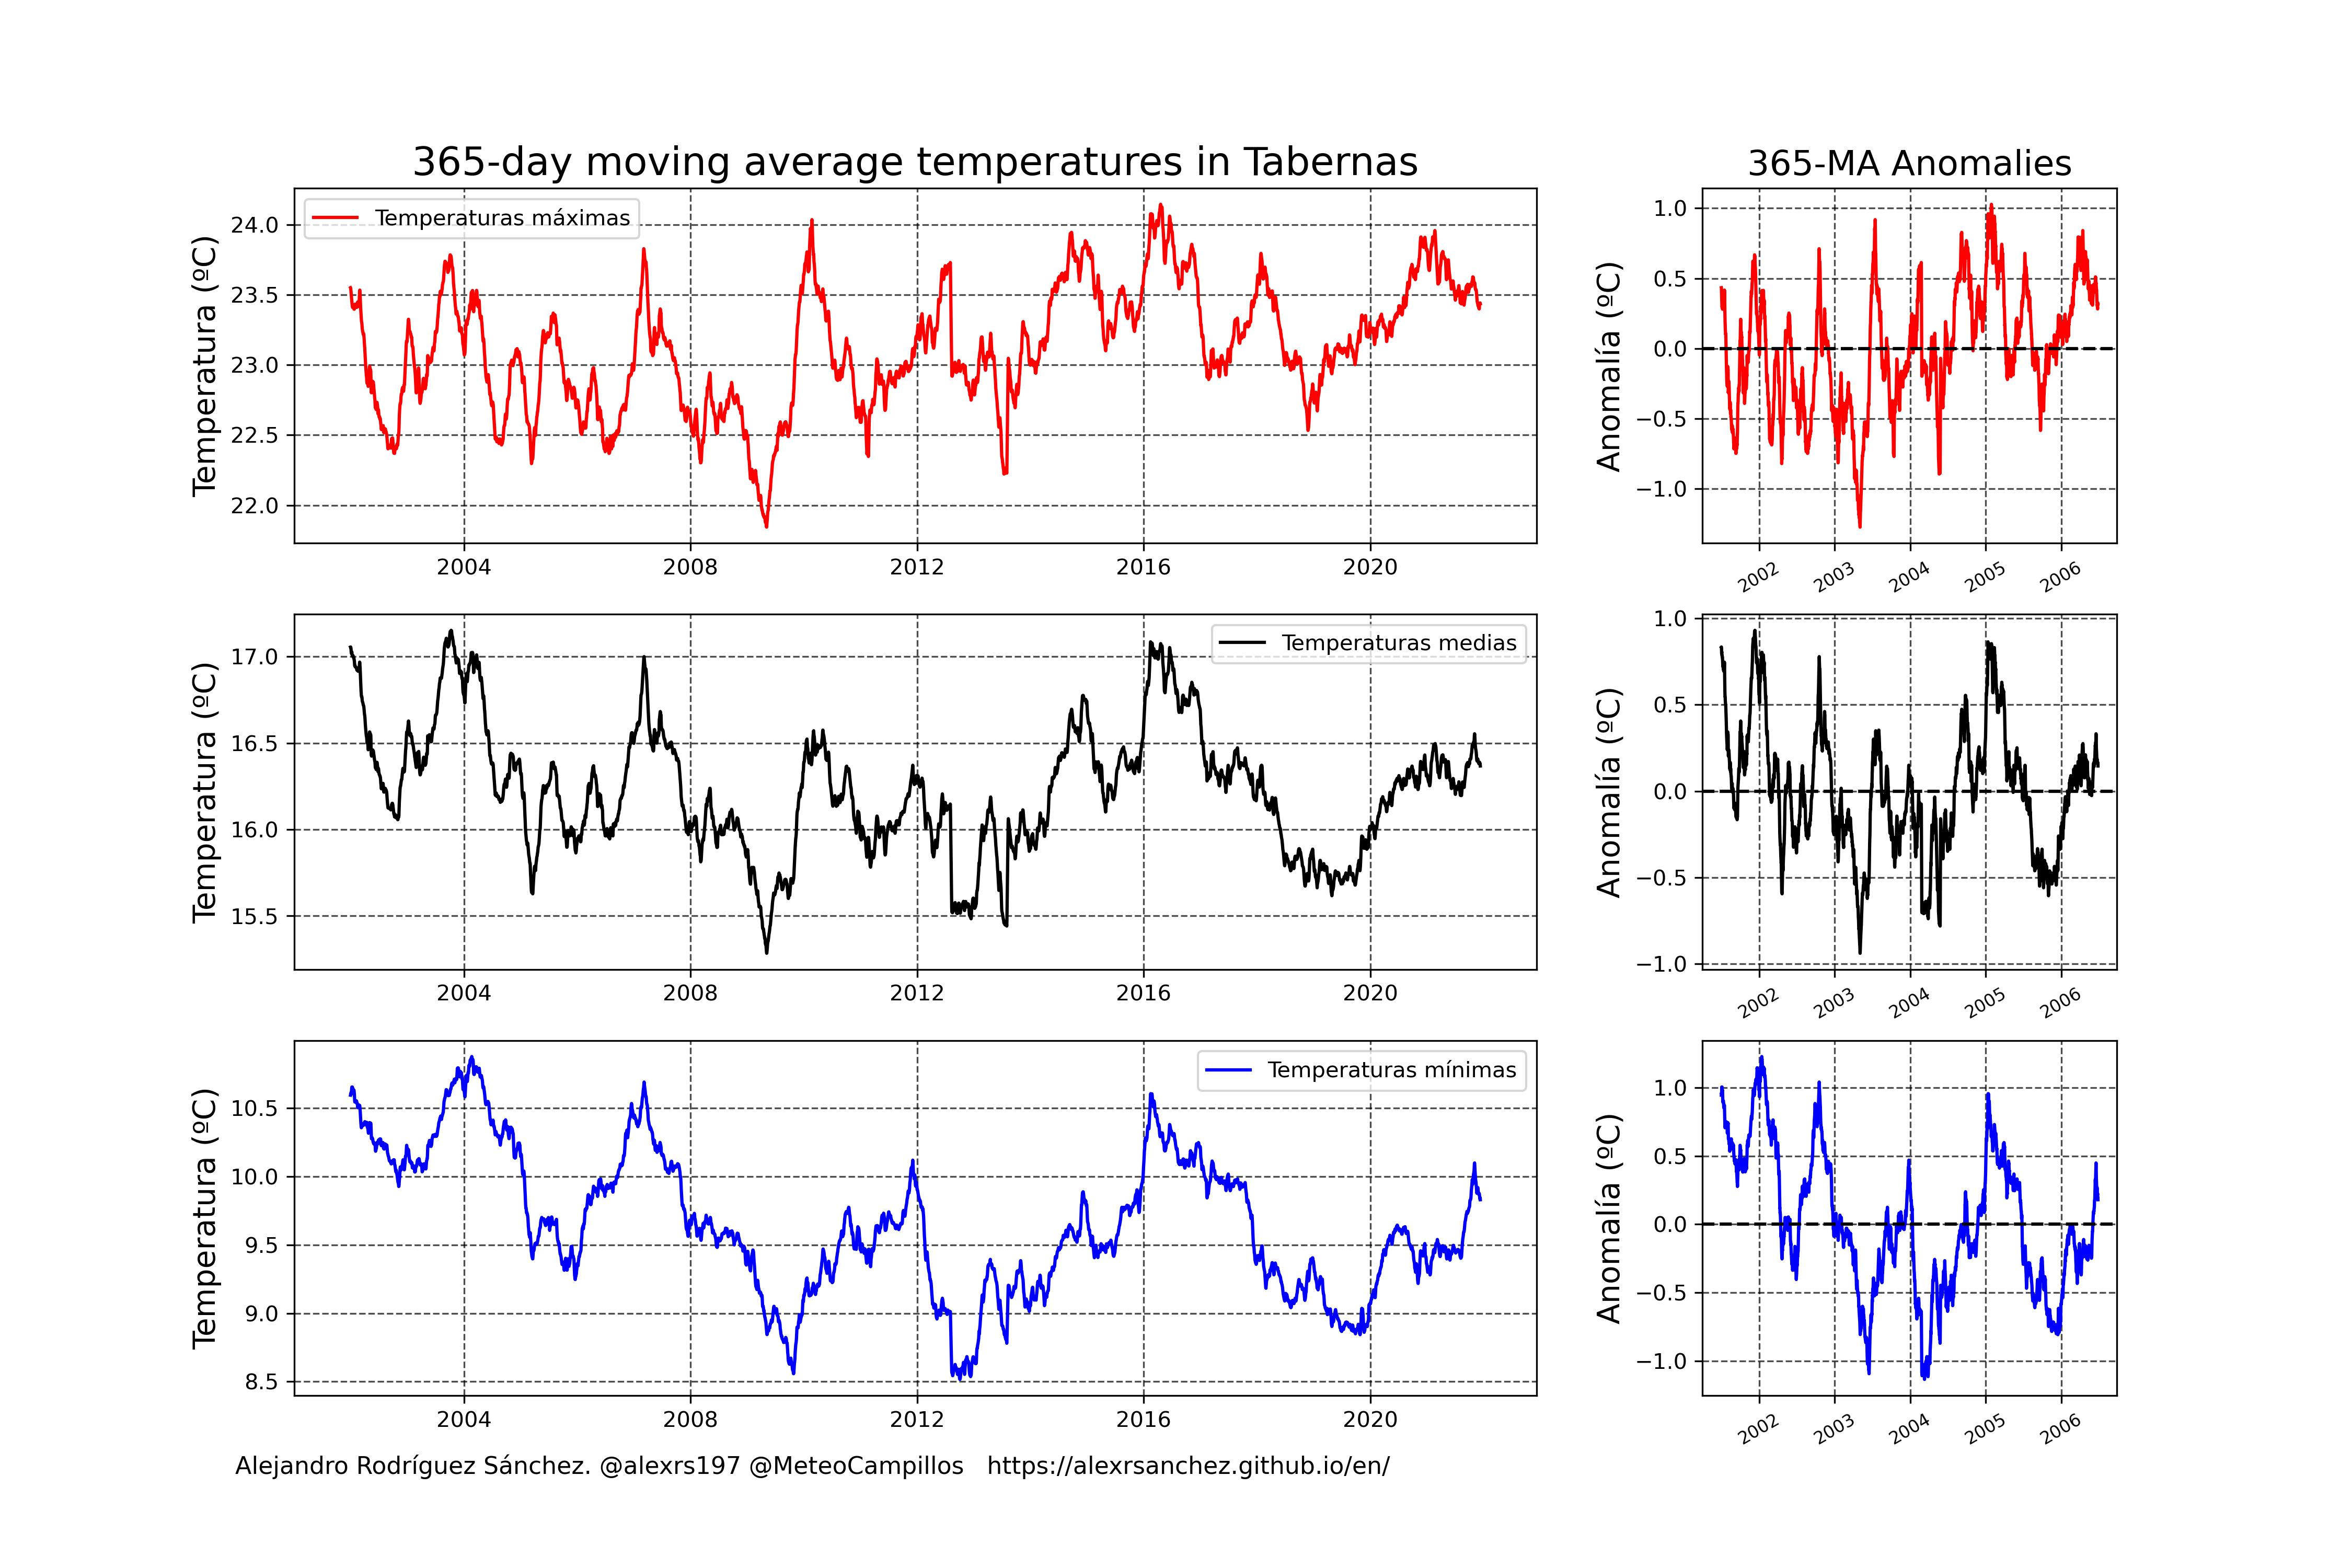 365-day moving average temperatures in Tabernas
365-MA Anomalies
Temperatura (ºC)
24.0
23.5
23.0
22.5
22.0
Temperaturas máximas
2004 2008 2012 2016 2020
Anomalía (ºC)
1.0
0.5
0.0
−0.5
−1.0
2002 2003 2004 2005 2006
Temperatura (ºC)
17.0
16.5
16.0
15.5
Temperaturas medias
2004 2008 2012 2016 2020
Anomalía (ºC)
1.0
0.5
0.0
−0.5
−1.0
2002 2003 2004 2005 2006
Temperatura (ºC)
10.5
10.0
9.5
9.0
8.5
Temperaturas mínimas
2004 2008 2012 2016 2020
Anomalía (ºC)
1.0
0.5
0.0
−0.5
−1.0
2002 2003 2004 2005 2006
Alejandro Rodríguez Sánchez. @alexrs197 @MeteoCampillos https://alexrsanchez.github.io/en/